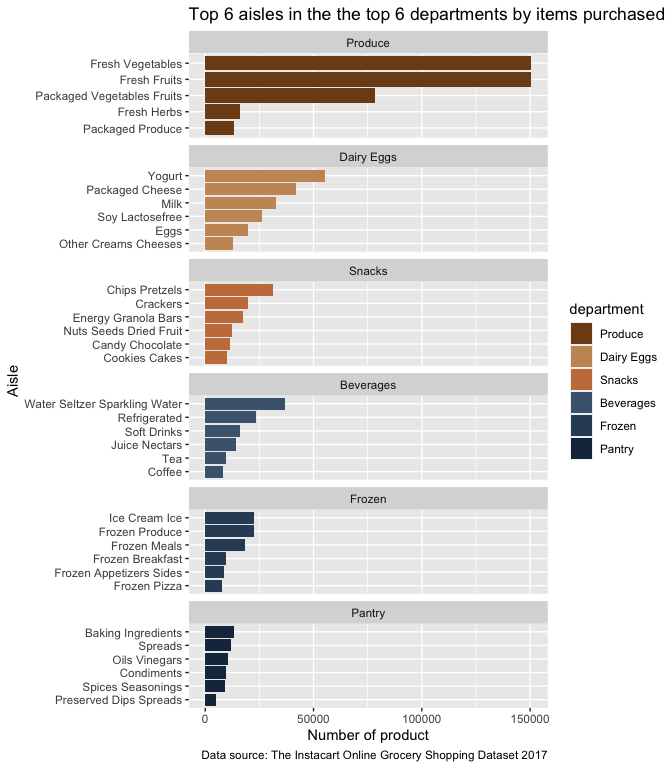 Top 6 aisles in the the top 6 departments by items purchased
Produce
Fresh Vegetables
Fresh Fruits
Packaged Vegetables Fruits
Fresh Herbs
Packaged Produce
Dairy Eggs
Yogurt
Packaged Cheese
Milk
Soy Lactosefree
Eggs
Other Creams Cheeses
Snacks
Chips Pretzels
Crackers
Energy Granola Bars
Nuts Seeds Dried Fruit
Candy Chocolate
Cookies Cakes
Beverages
Water Seltzer Sparkling Water
Refrigerated
Soft Drinks
Juice Nectars
Tea
Coffee
Frozen
Ice Cream Ice
Frozen Produce
Frozen Meals
Frozen Breakfast
Frozen Appetizers Sides
Frozen Pizza
Pantry
Baking Ingredients
Spreads
Oils Vinegars
Condiments
Spices Seasonings
Preserved Dips Spreads
0 50000 100000 150000
Number of product
Aisle
department
Produce
Dairy Eggs
Snacks
Beverages
Frozen
Pantry
Data source: The Instacart Online Grocery Shopping Dataset 2017